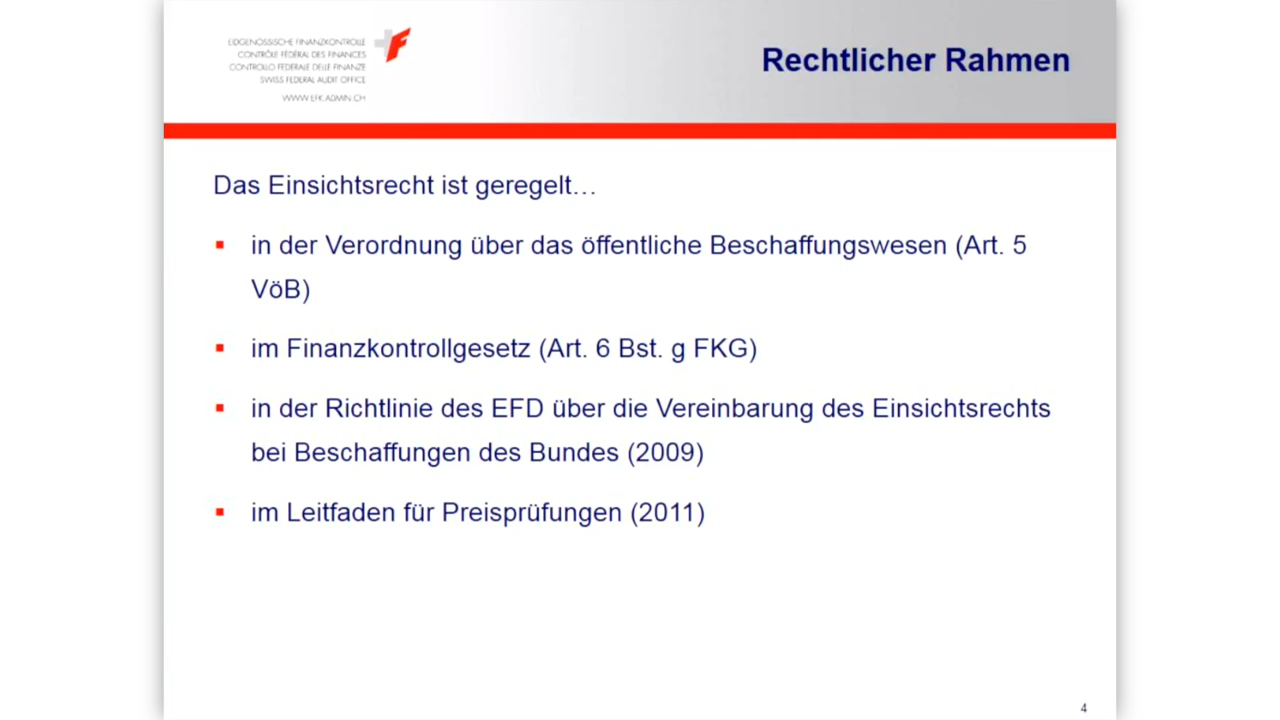 EIDGENÖSSISCHE FINANZKONTROLLE
CONTRÔLE FÉDÉRAL DES FINANCES
CONTROLLO FEDERALE DELLE FINANZE
SWISS FEDERAL AUDIT OFFICE
WWW.EFK.ADMIN.CH
Rechtlicher Rahmen
Das Einsichtsrecht ist geregelt…
▪ in der Verordnung über das öffentliche Beschaffungswesen (Art. 5
VöB)
▪ im Finanzkontrollgesetz (Art. 6 Bst. g FKG)
▪ in der Richtlinie des EFD über die Vereinbarung des Einsichtsrechts
bei Beschaffungen des Bundes (2009)
▪ im Leitfaden für Preisprüfungen (2011)
4